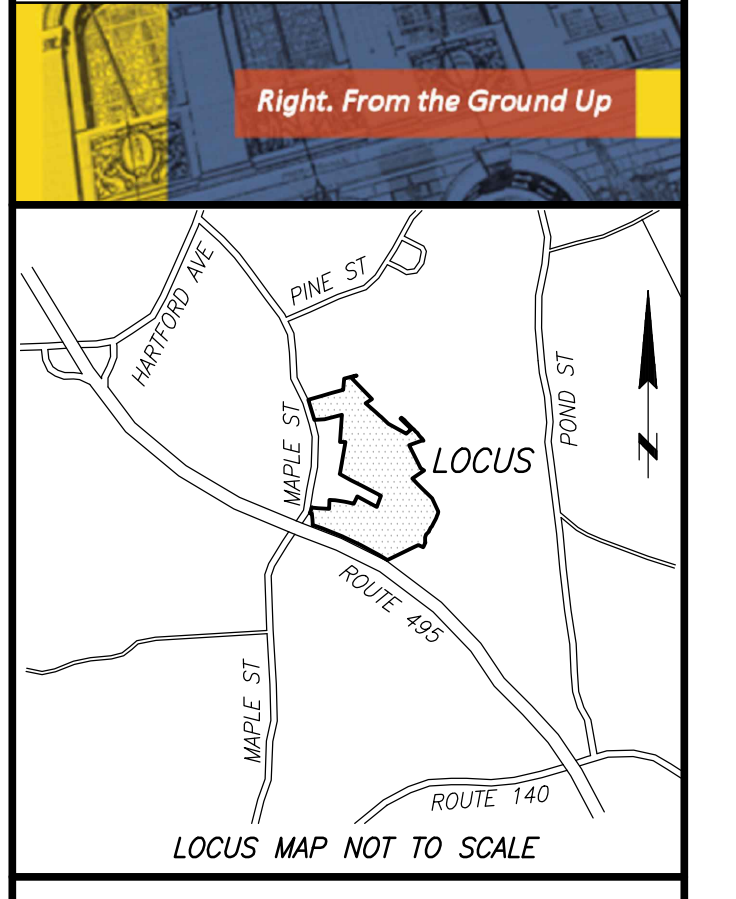 Right. From the Ground Up
HARTFORD AVE
PINE ST
MAPLE ST
POND ST
LOCUS
N
ROUTE 495
MAPLE ST
ROUTE 140
LOCUS MAP NOT TO SCALE